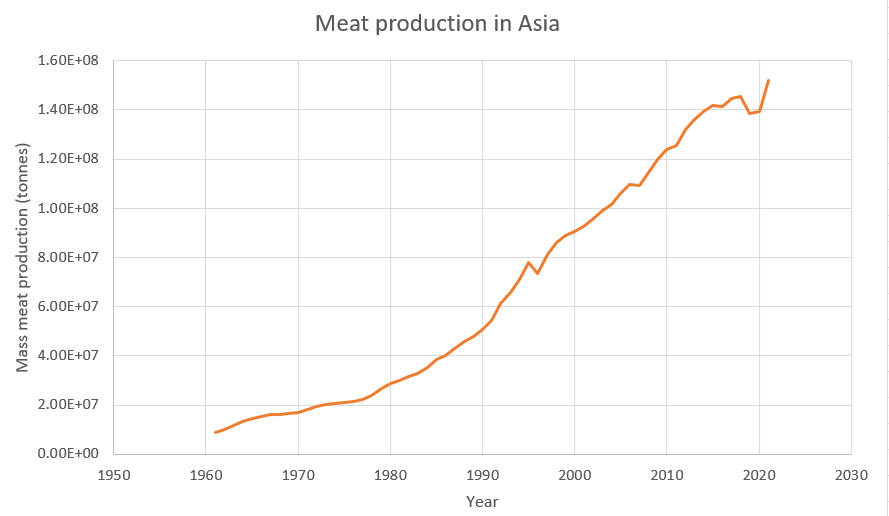 Meat production in Asia
1.60E+08
1.40E+08
1.20E+08
1.00E+08
8.00E+07
6.00E+07
4.00E+07
2.00E+07
0.00E+00
Mass meat production (tonnes)
1950 1960 1970 1980 1990 2000 2010 2020 2030
Year